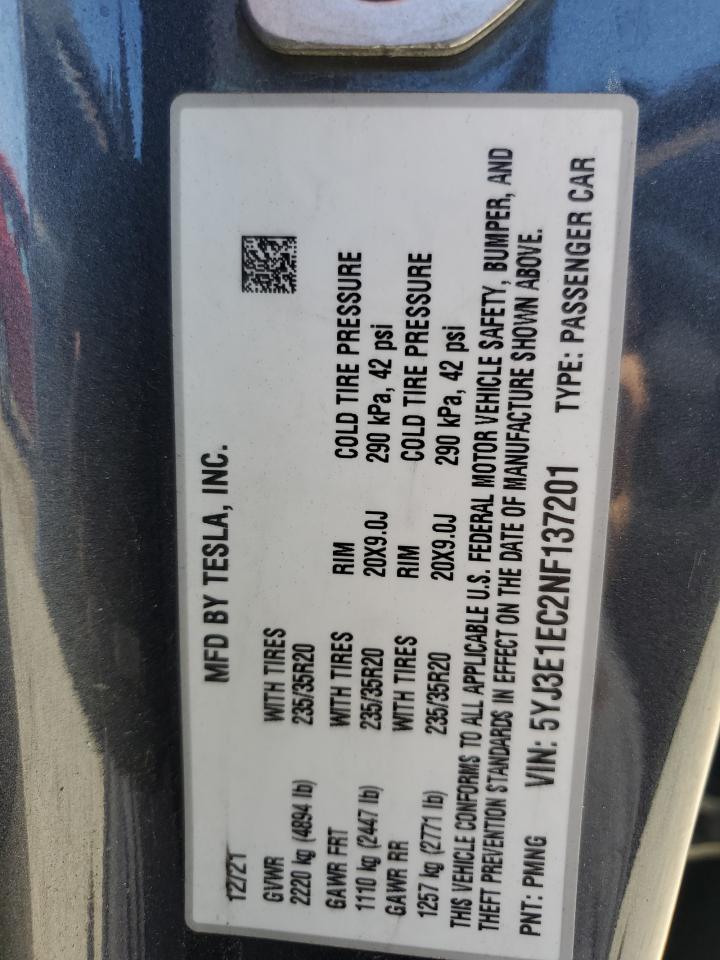 MFD BY TESLA, INC.
12/21
GVWR WITH TIRES
2220 kg (4894 lb) 235/35R20
GAWR FRT WITH TIRES RIM COLD TIRE PRESSURE
1110 kg (2447 lb) 235/35R20 20X9.0J 290 kPa, 42 psi
GAWR RR WITH TIRES RIM COLD TIRE PRESSURE
1257 kg (2771 lb) 235/35R20 20X9.0J 290 kPa, 42 psi
THIS VEHICLE CONFORMS TO ALL APPLICABLE U.S. FEDERAL MOTOR VEHICLE SAFETY, BUMPER, AND
THEFT PREVENTION STANDARDS IN EFFECT ON THE DATE OF MANUFACTURE SHOWN ABOVE.
PNT: PMNG VIN: 5YJ3E1EC2NF137201 TYPE: PASSENGER CAR